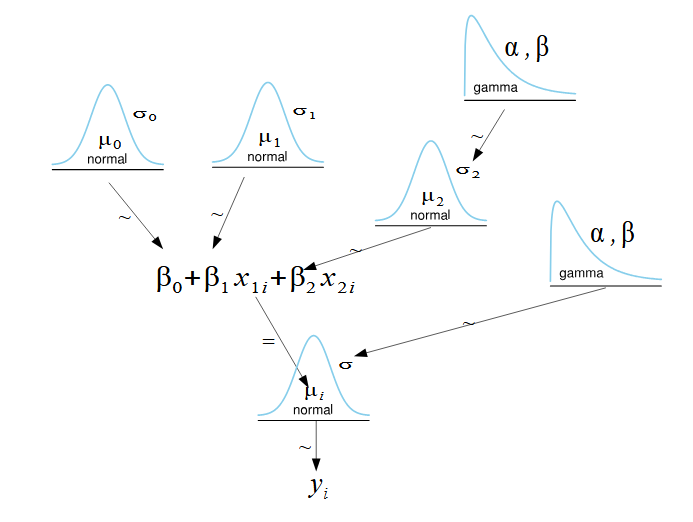 α , β
gamma
σ₀
μ₀
normal
σ₁
μ₁
normal
~
σ₂
μ₂
normal
α , β
gamma
~
~
~
β₀+β₁x₁ᵢ+β₂x₂ᵢ
~
=
σ
μᵢ
normal
~
yᵢ